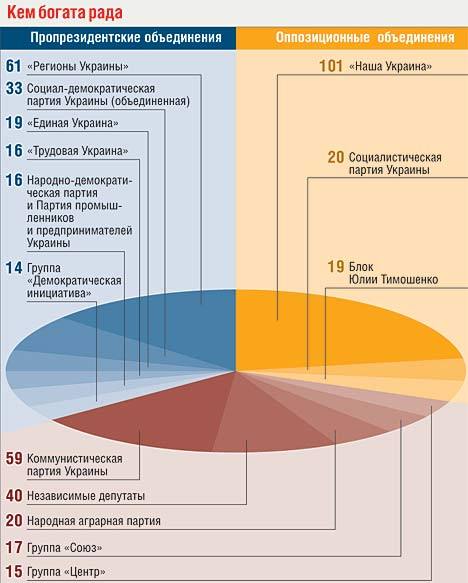 Кем богата рада
Пропрезидентские объединения
61 «Регионы Украины»
33 Социал-демократическая
партия Украины (объединенная)
19 «Единая Украина»
16 «Трудовая Украина»
16 Народно-демократи-
ческая партия
и Партия промыш-
ленников
и предпринимателей
Украины
14 Группа
«Демократическая
инициатива»
Оппозиционные объединения
101 «Наша Украина»
20 Социалистическая
партия Украины
19 Блок
Юлии Тимошенко
59 Коммунистическая
партия Украины
40 Независимые депутаты
20 Народная аграрная партия
17 Группа «Союз»
15 Группа «Центр»